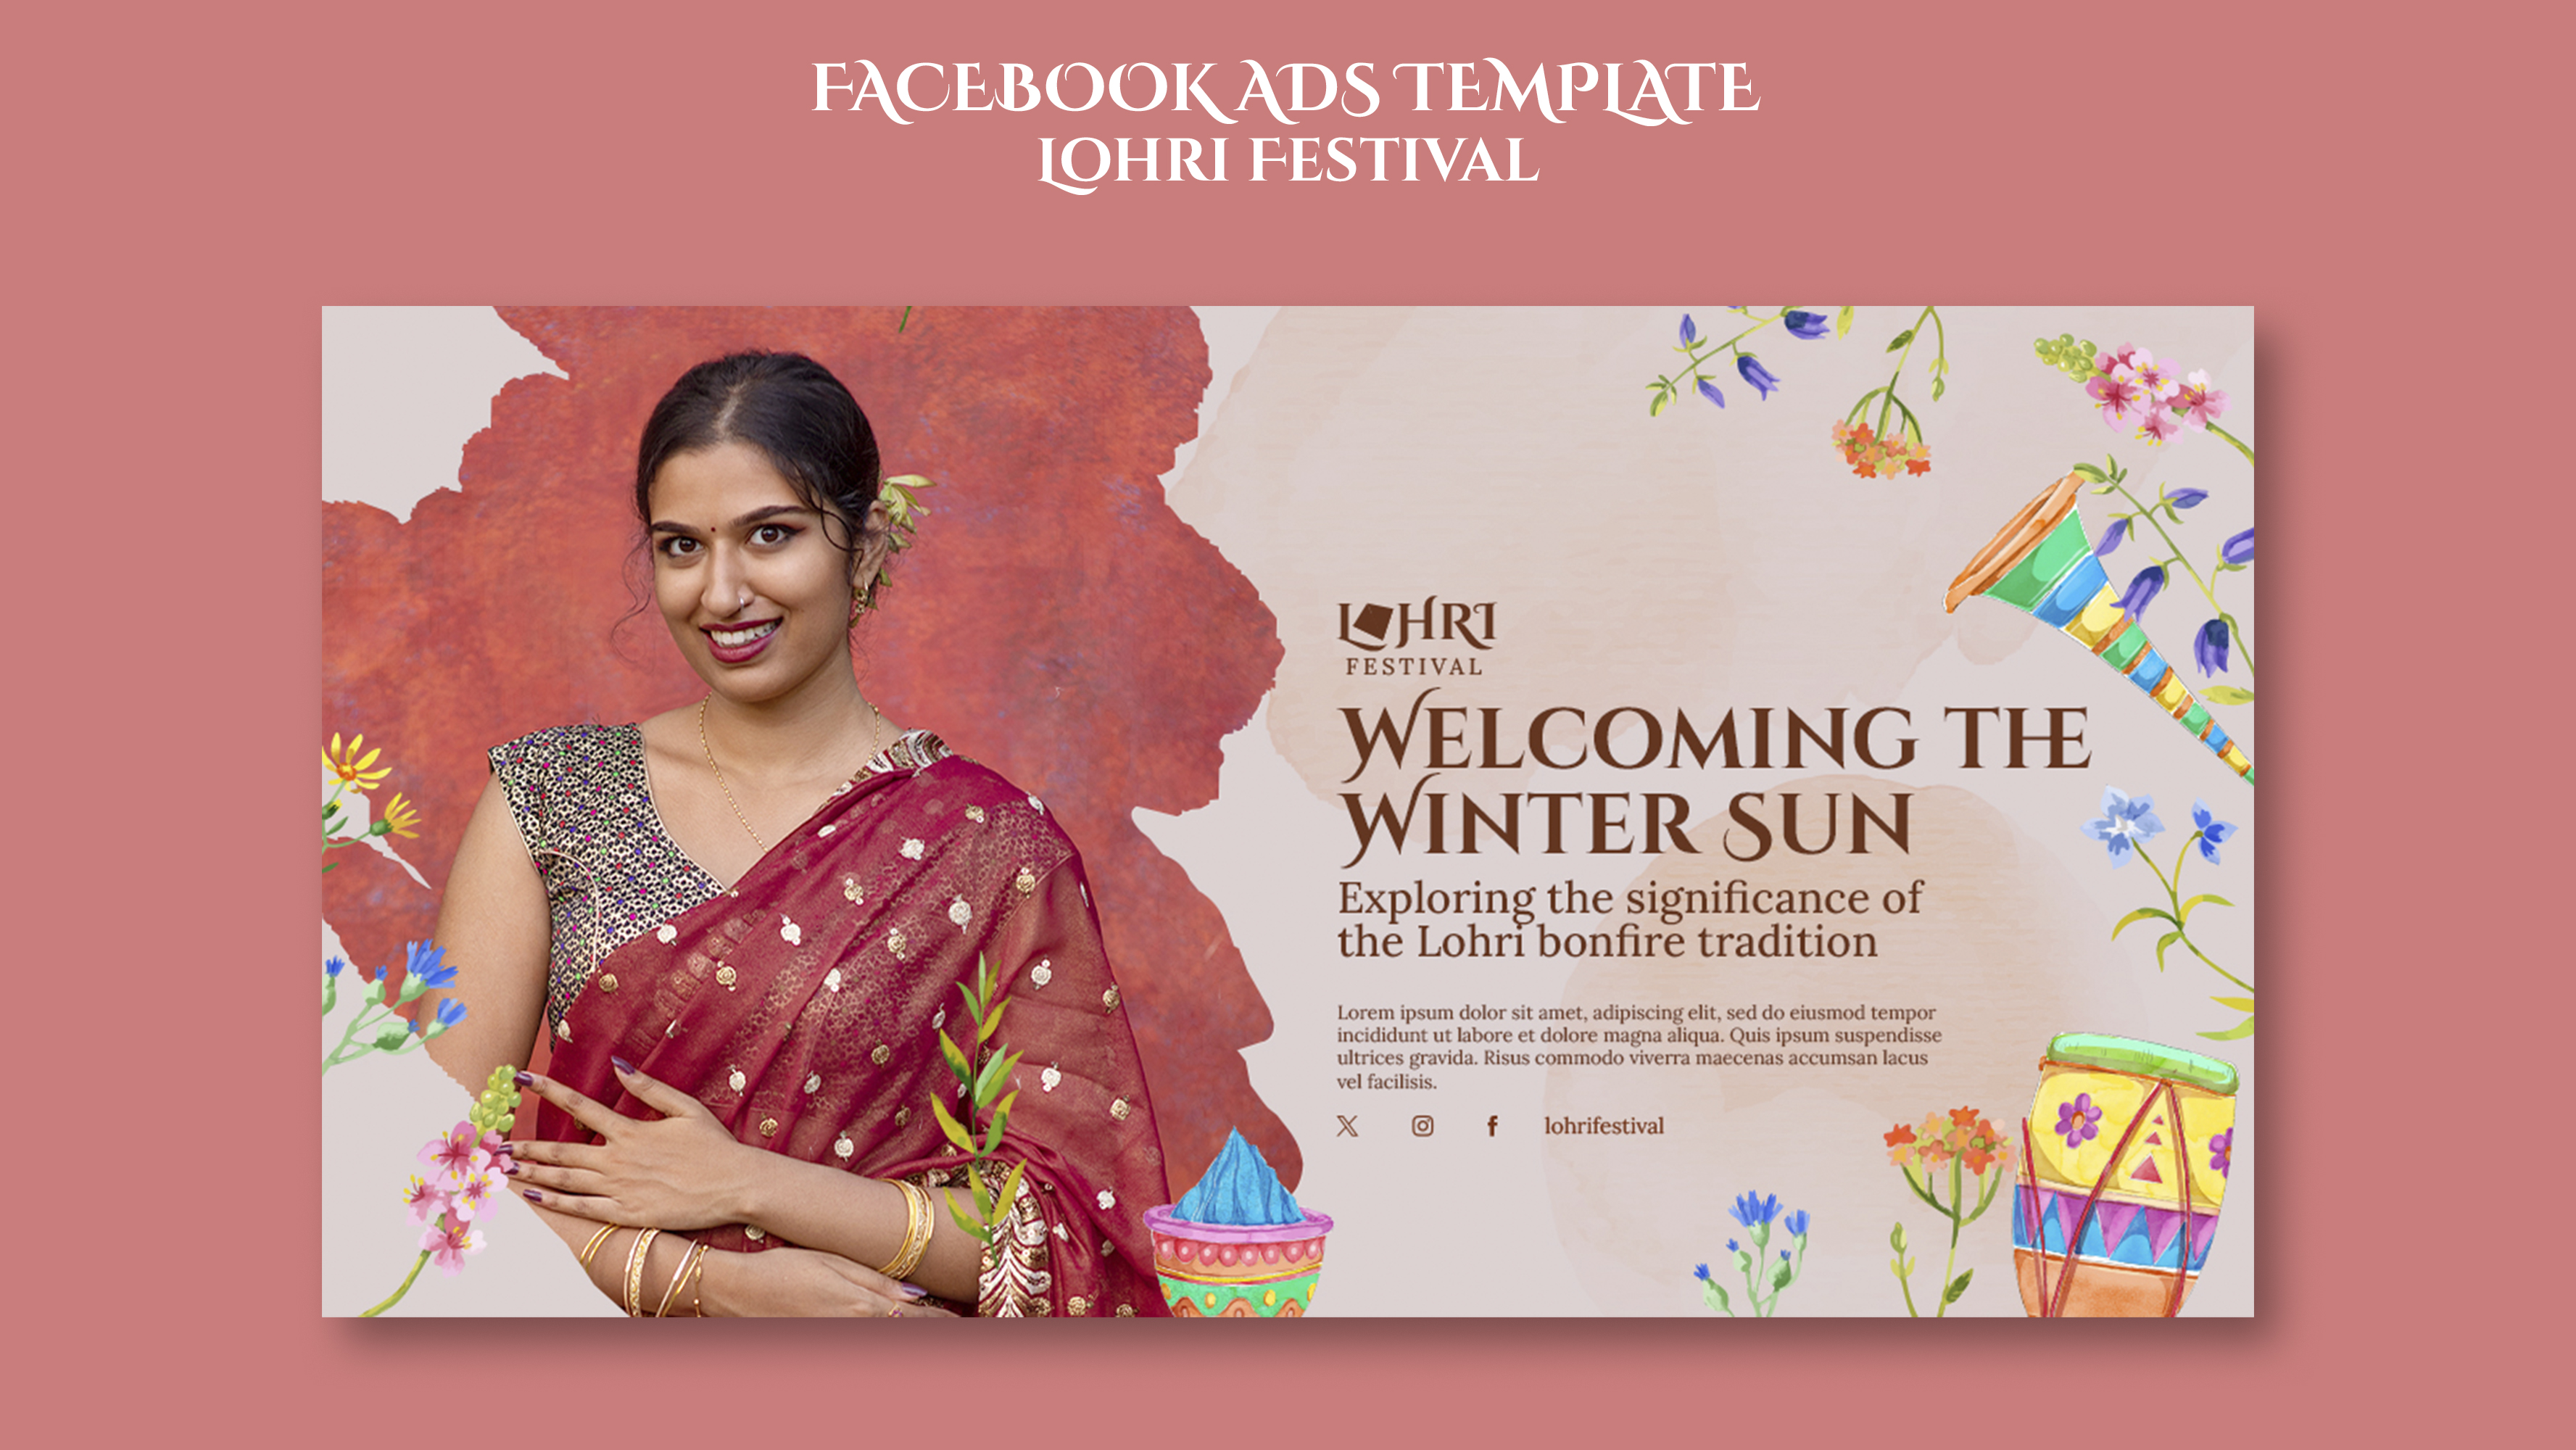 FACEBOOK ADS TEMPLATE
LOHRI FESTIVAL
LOHRI
FESTIVAL
WELCOMING THE
WINTER SUN
Exploring the significance of
the Lohri bonfire tradition
Lorem ipsum dolor sit amet, adipiscing elit, sed do eiusmod tempor
incididunt ut labore et dolore magna aliqua. Quis ipsum suspendisse
ultrices gravida. Risus commodo viverra maecenas accumsan lacus
vel facilisis.
lohrifestival